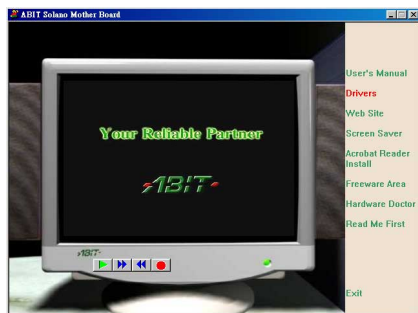 ABIT Solano Mother Board
Your Reliable Partner
ABIT
ABIT
User's Manual
Drivers
Web Site
Screen Saver
Acrobat Reader
Install
Freeware Area
Hardware Doctor
Read Me First
Exit